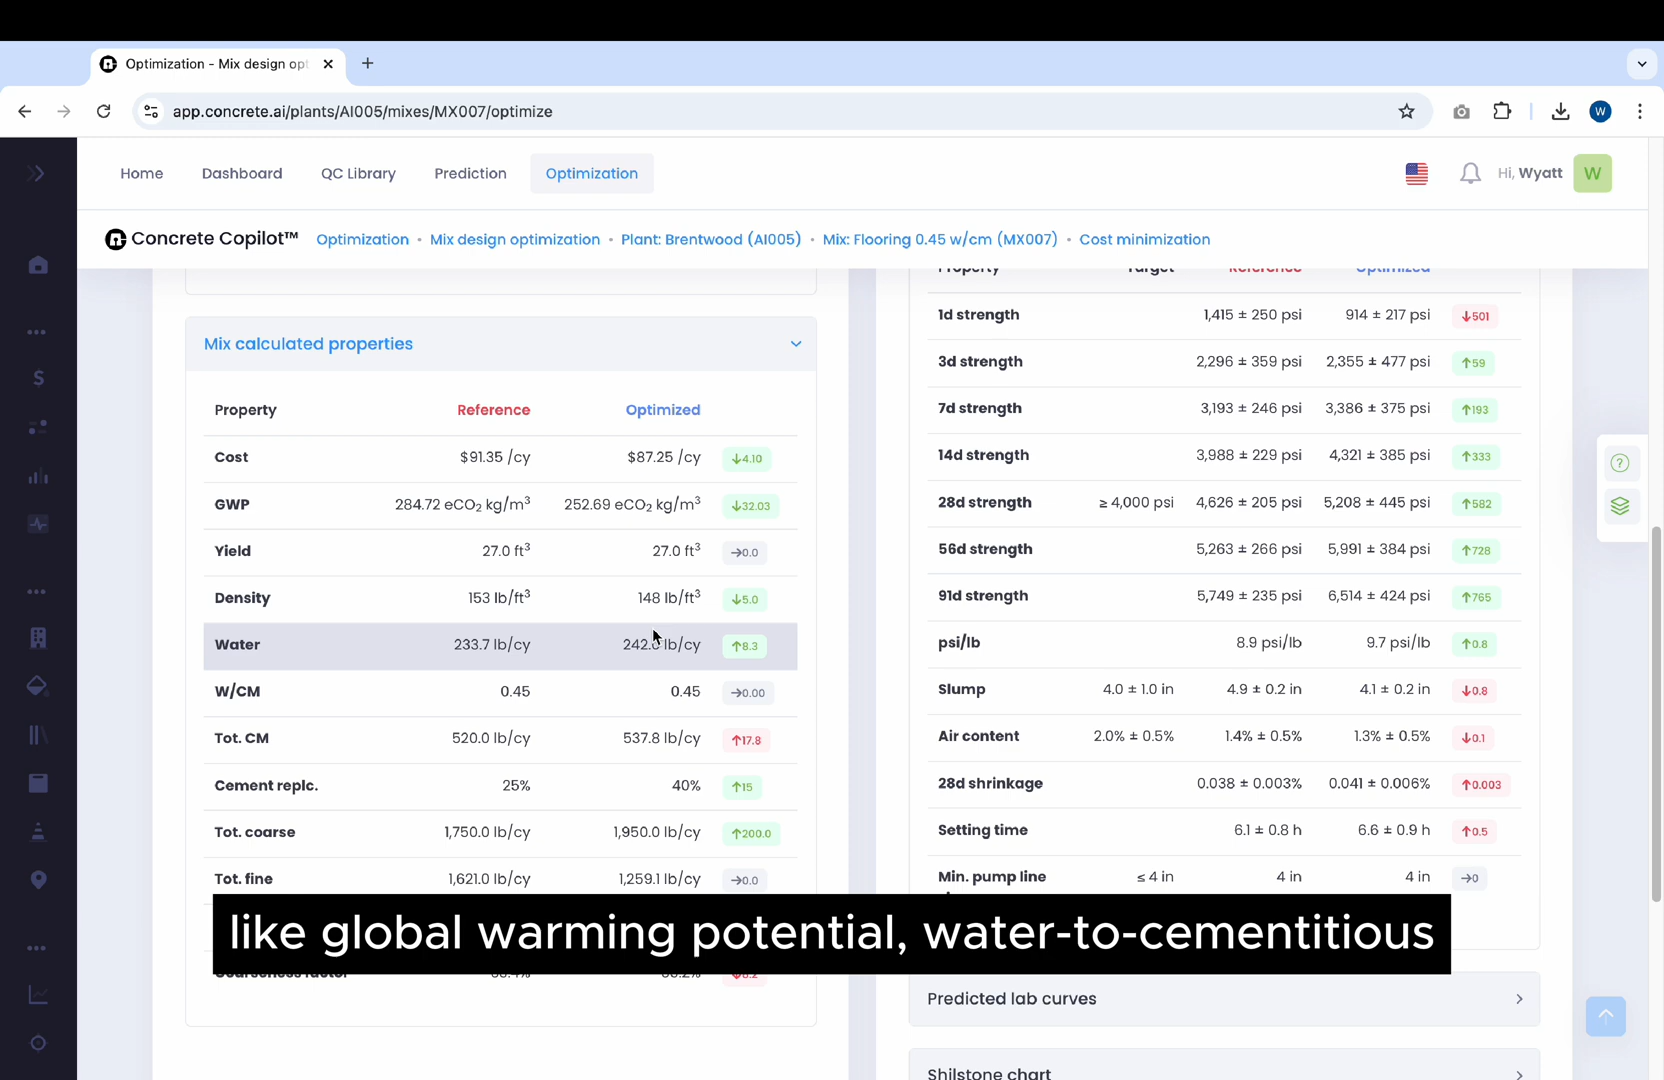 Optimization - Mix design opt
app.concrete.ai/plants/AI005/mixes/MX007/optimize
W
Home
Dashboard
QC Library
Prediction
Optimization
Hi, Wyatt
W
Concrete Copilot™
Optimization • Mix design optimization • Plant: Brentwood (AI005) • Mix: Flooring 0.45 w/cm (MX007) • Cost minimization
Mix calculated properties
Property Reference Optimized
Cost $91.35 /cy $87.25 /cy ↓4.10
GWP 284.72 eCO₂ kg/m³ 252.69 eCO₂ kg/m³ ↓32.03
Yield 27.0 ft³ 27.0 ft³ →0.0
Density 153 lb/ft³ 148 lb/ft³ ↓5.0
Water 233.7 lb/cy 242.0 lb/cy ↑8.3
W/CM 0.45 0.45 →0.00
Tot. CM 520.0 lb/cy 537.8 lb/cy ↑17.8
Cement replc. 25% 40% ↑15
Tot. coarse 1,750.0 lb/cy 1,950.0 lb/cy ↑200.0
Tot. fine 1,621.0 lb/cy 1,259.1 lb/cy →0.0
Coarseness factor
Property Target Reference Optimized
1d strength 1,415 ± 250 psi 914 ± 217 psi ↓501
3d strength 2,296 ± 359 psi 2,355 ± 477 psi ↑59
7d strength 3,193 ± 246 psi 3,386 ± 375 psi ↑193
14d strength 3,988 ± 229 psi 4,321 ± 385 psi ↑333
28d strength ≥ 4,000 psi 4,626 ± 205 psi 5,208 ± 445 psi ↑582
56d strength 5,263 ± 266 psi 5,991 ± 384 psi ↑728
91d strength 5,749 ± 235 psi 6,514 ± 424 psi ↑765
psi/lb 8.9 psi/lb 9.7 psi/lb ↑0.8
Slump 4.0 ± 1.0 in 4.9 ± 0.2 in 4.1 ± 0.2 in ↓0.8
Air content 2.0% ± 0.5% 1.4% ± 0.5% 1.3% ± 0.5% ↓0.1
28d shrinkage 0.038 ± 0.003% 0.041 ± 0.006% ↑0.003
Setting time 6.1 ± 0.8 h 6.6 ± 0.9 h ↑0.5
Min. pump line ≤ 4 in 4 in 4 in →0
like global warming potential, water-to-cementitious
Predicted lab curves
Shilstone chart